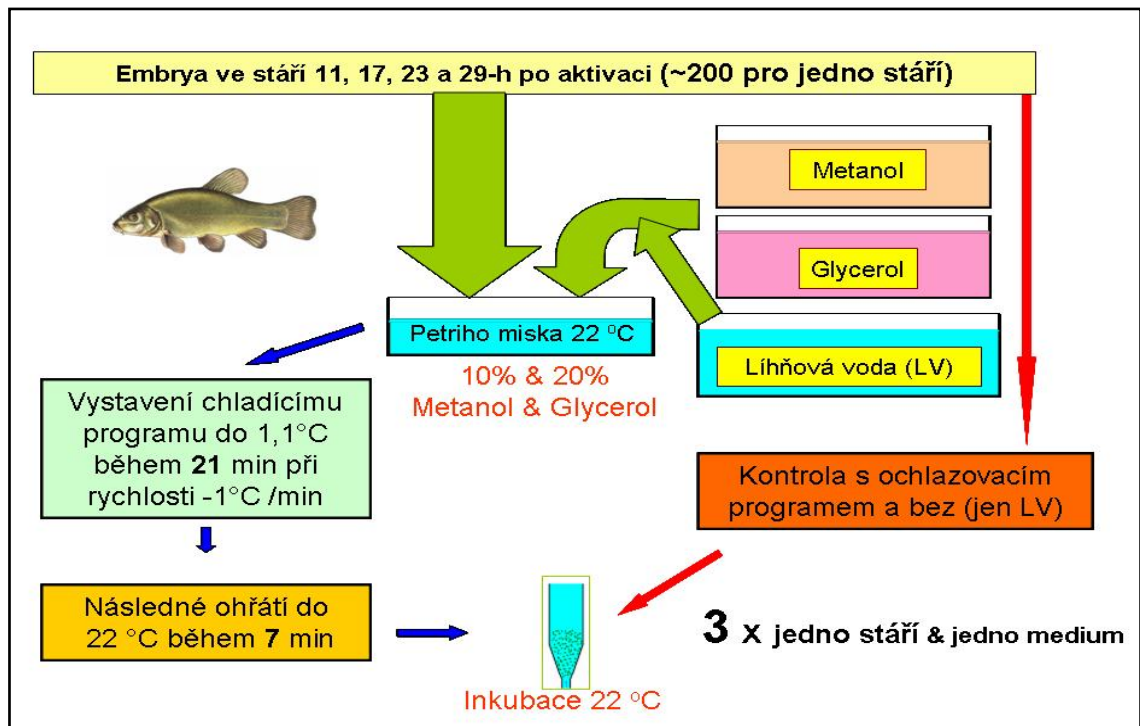 Embrya ve stáří 11, 17, 23 a 29-h po aktivaci (~200 pro jedno stáří)
Metanol
Glycerol
Líhňová voda (LV)
Petriho miska 22 °C
10% & 20%
Metanol & Glycerol
Vystavení chladícímu
programu do 1,1°C
během 21 min při
rychlosti -1°C /min
Kontrola s ochlazovacím
programem a bez (jen LV)
Následné ohřátí do
22 °C během 7 min
3 x jedno stáří & jedno medium
Inkubace 22 °C